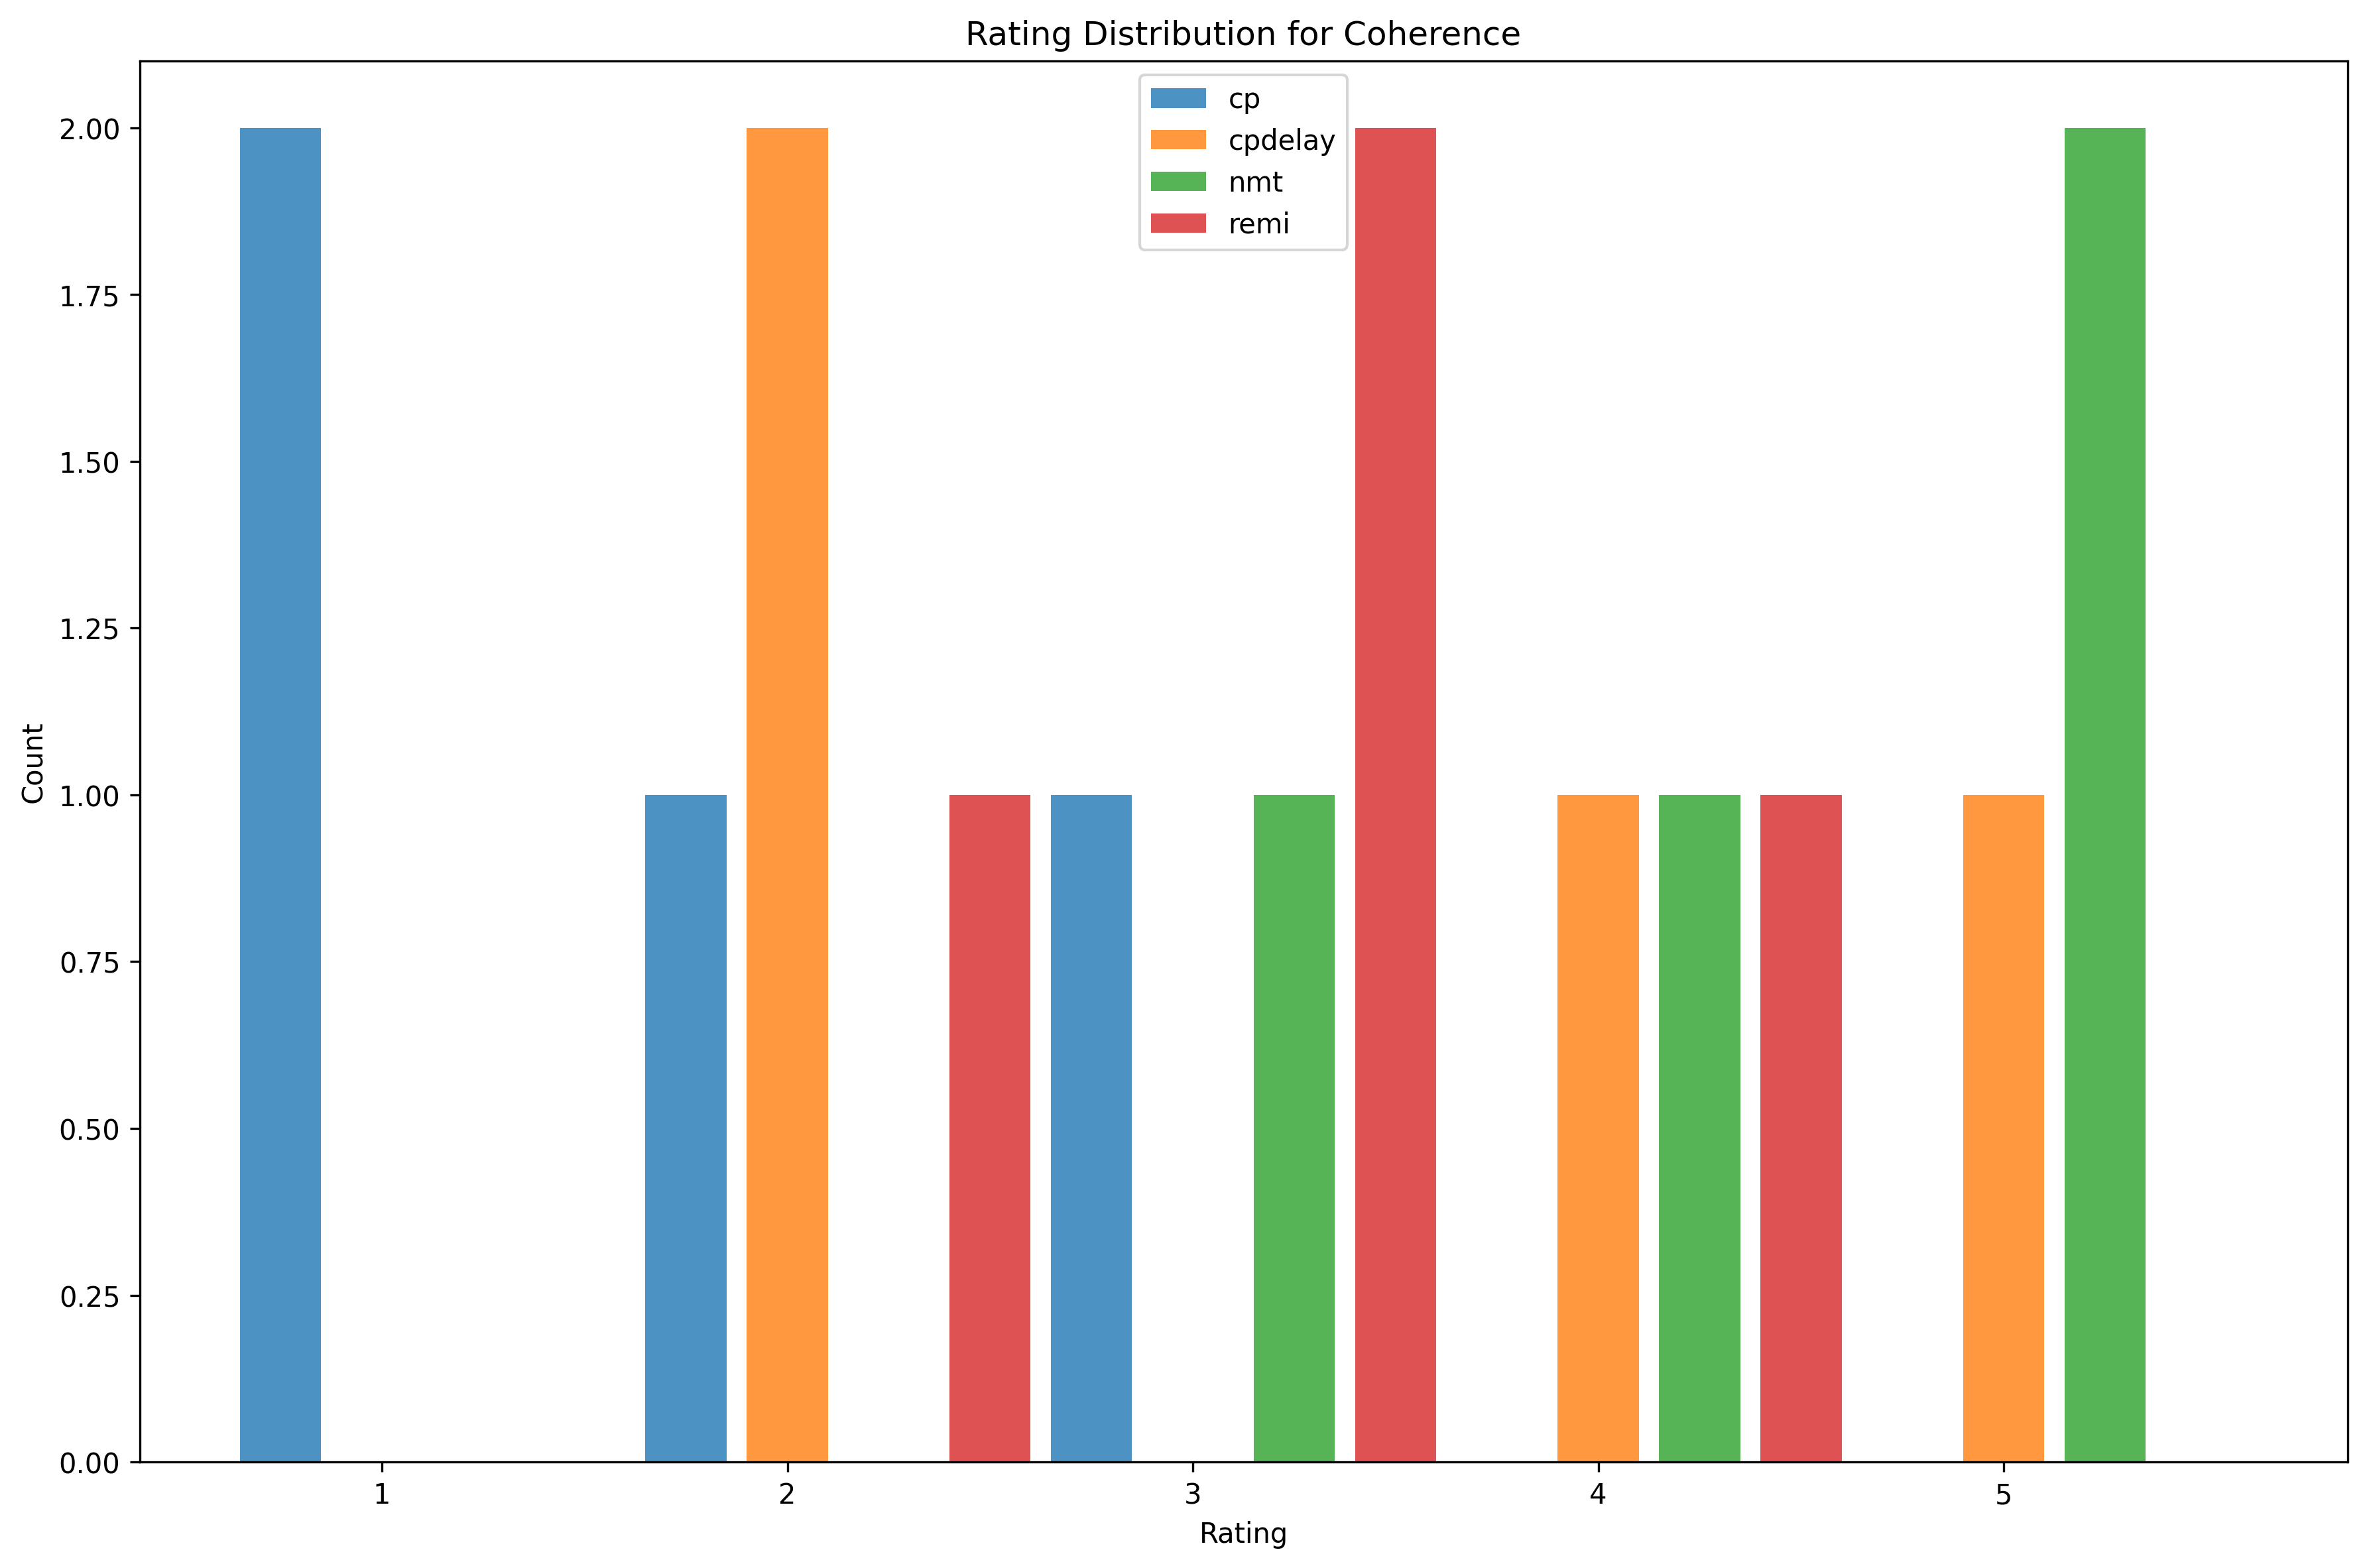 Rating Distribution for Coherence
cp
cpdelay
nmt
remi
2.00
1.75
1.50
1.25
1.00
0.75
0.50
0.25
0.00
Count
1 2 3 4 5
Rating